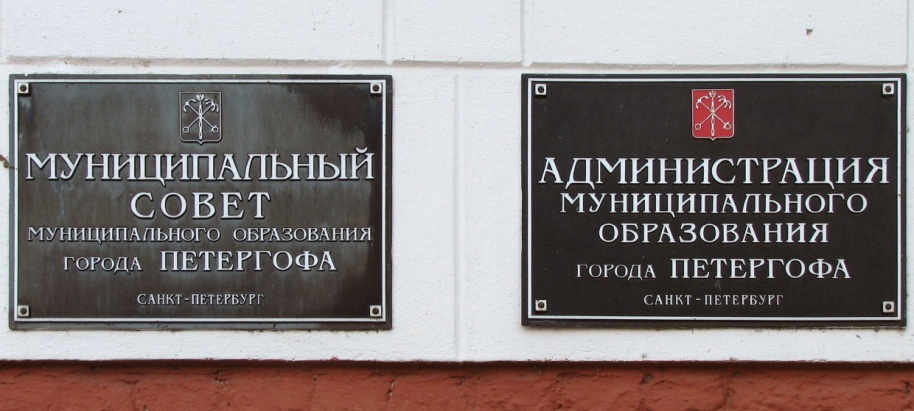 МУНИЦИПАЛЬНЫЙ
СОВЕТ
МУНИЦИПАЛЬНОГО ОБРАЗОВАНИЯ
ГОРОДА ПЕТЕРГОФА
САНКТ-ПЕТЕРБУРГ
АДМИНИСТРАЦИЯ
МУНИЦИПАЛЬНОГО
ОБРАЗОВАНИЯ
ГОРОДА ПЕТЕРГОФА
САНКТ-ПЕТЕРБУРГ